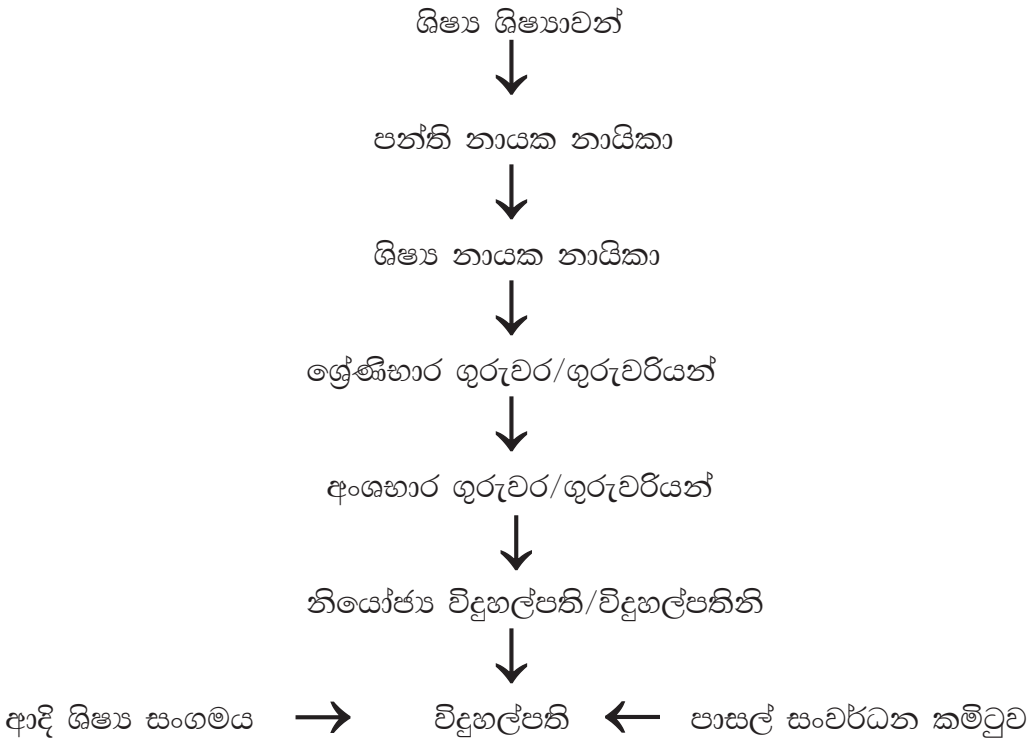 ශිෂ්‍ය ශිෂ්‍යාවන්
පන්ති නායක නායිකා
ශිෂ්‍ය නායක නායිකා
ශ්‍රේණිභාර ගුරුවර/ගුරුවරියන්
අංශභාර ගුරුවර/ගුරුවරියන්
නියෝජ්‍ය විදුහල්පති/විදුහල්පතිනි
ආදි ශිෂ්‍ය සංගමය විදුහල්පති පාසල් සංවර්ධන කමිටුව